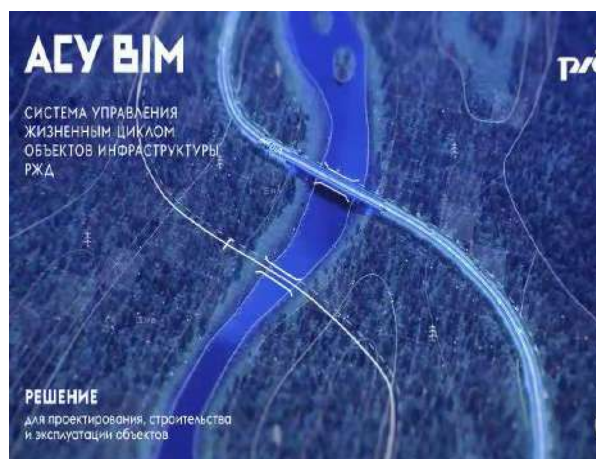 АСУ BIM
СИСТЕМА УПРАВЛЕНИЯ
ЖИЗНЕННЫМ ЦИКЛОМ
ОБЪЕКТОВ ИНФРАСТРУКТУРЫ
РЖД
РЕШЕНИЕ
для проектирования, строительства
и эксплуатации объектов